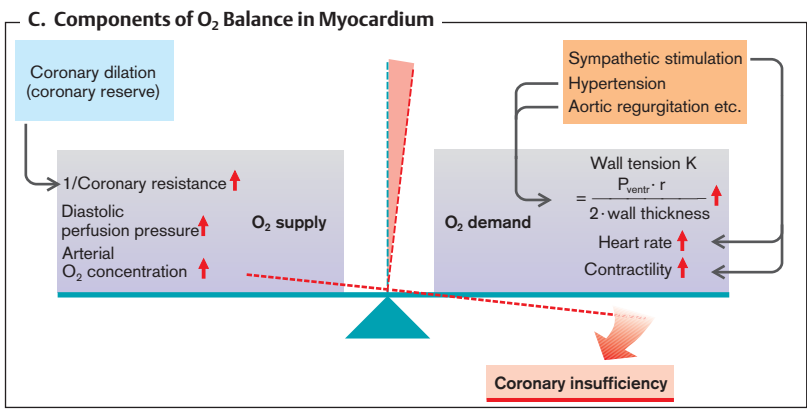 C. Components of O₂ Balance in Myocardium
Coronary dilation
(coronary reserve)
Sympathetic stimulation
Hypertension
Aortic regurgitation etc.
1/Coronary resistance
Diastolic
perfusion pressure
Arterial
O₂ concentration
O₂ supply
O₂ demand
Wall tension K
= P_ventr · r
2 · wall thickness
Heart rate
Contractility
Coronary insufficiency